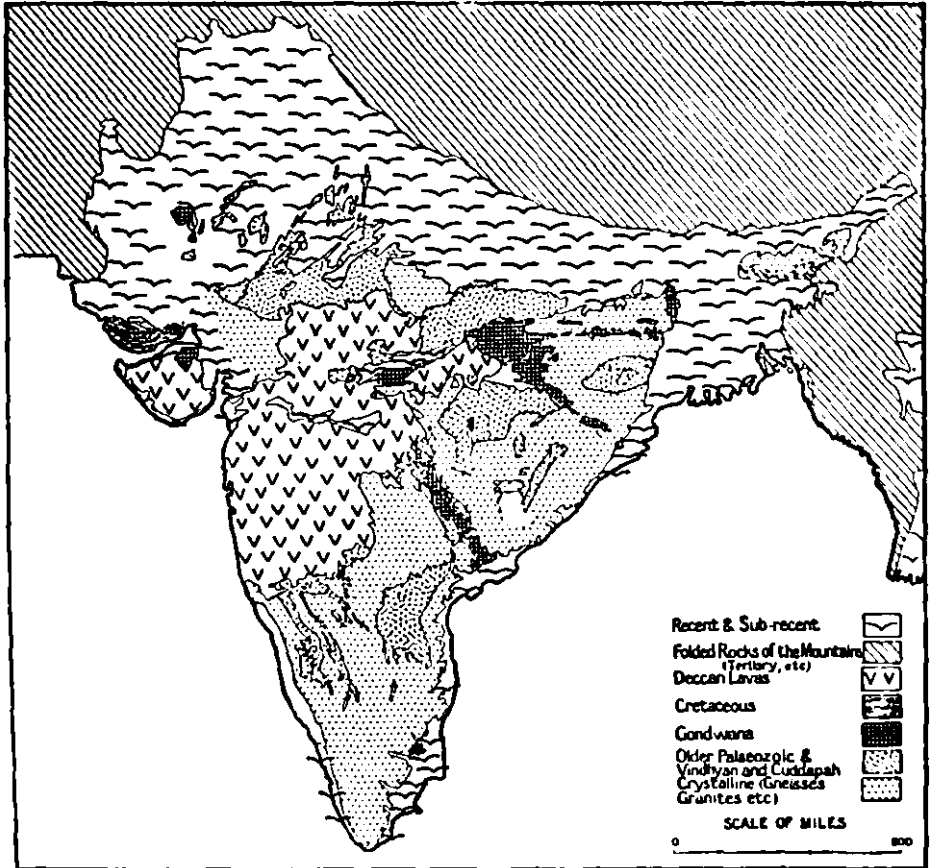 Recent & Sub-recent
Folded Rocks of the Mountains
(Tertiary, etc)
Deccan Lavas
Cretaceous
Gondwana
Older Palaeozoic &
Vindhyan and Cuddapah
Crystalline (Gneisses
Granites etc)
SCALE OF MILES
0